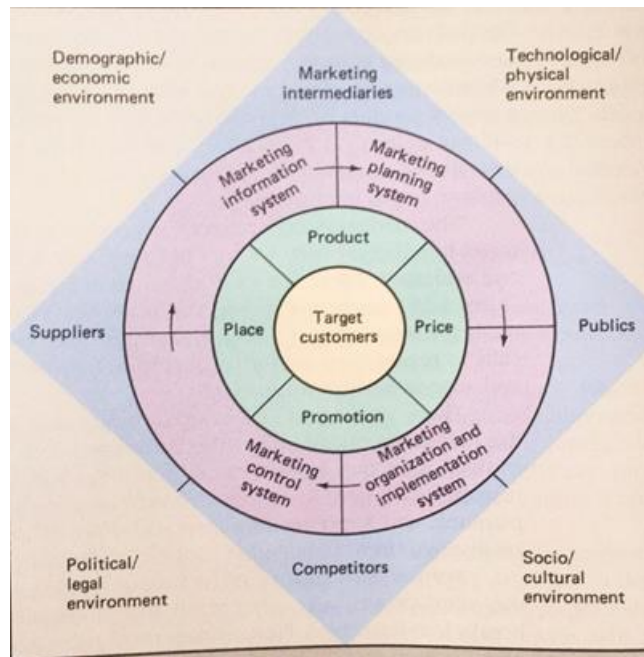 Demographic/
economic
environment
Marketing
intermediaries
Technological/
physical
environment
Marketing
information
system
Marketing
planning
system
Product
Suppliers
Place
Target
customers
Price
Publics
Promotion
Marketing
control
system
Marketing
organization and
implementation
system
Political/
legal
environment
Competitors
Socio/
cultural
environment